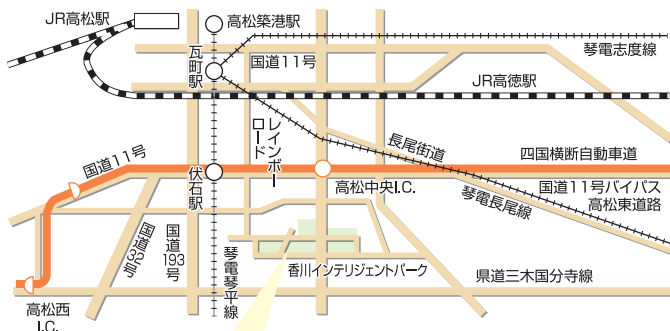 JR高松駅
高松築港駅
瓦町駅
国道11号
琴電志度線
JR高徳駅
レインボー
ロード
長尾街道
四国横断自動車道
国道11号
伏石駅
高松中央I.C.
国道11号バイパス
高松東道路
琴電長尾線
国道32号
国道193号
琴電琴平線
香川インテリジェントパーク
県道三木国分寺線
高松西
I.C.